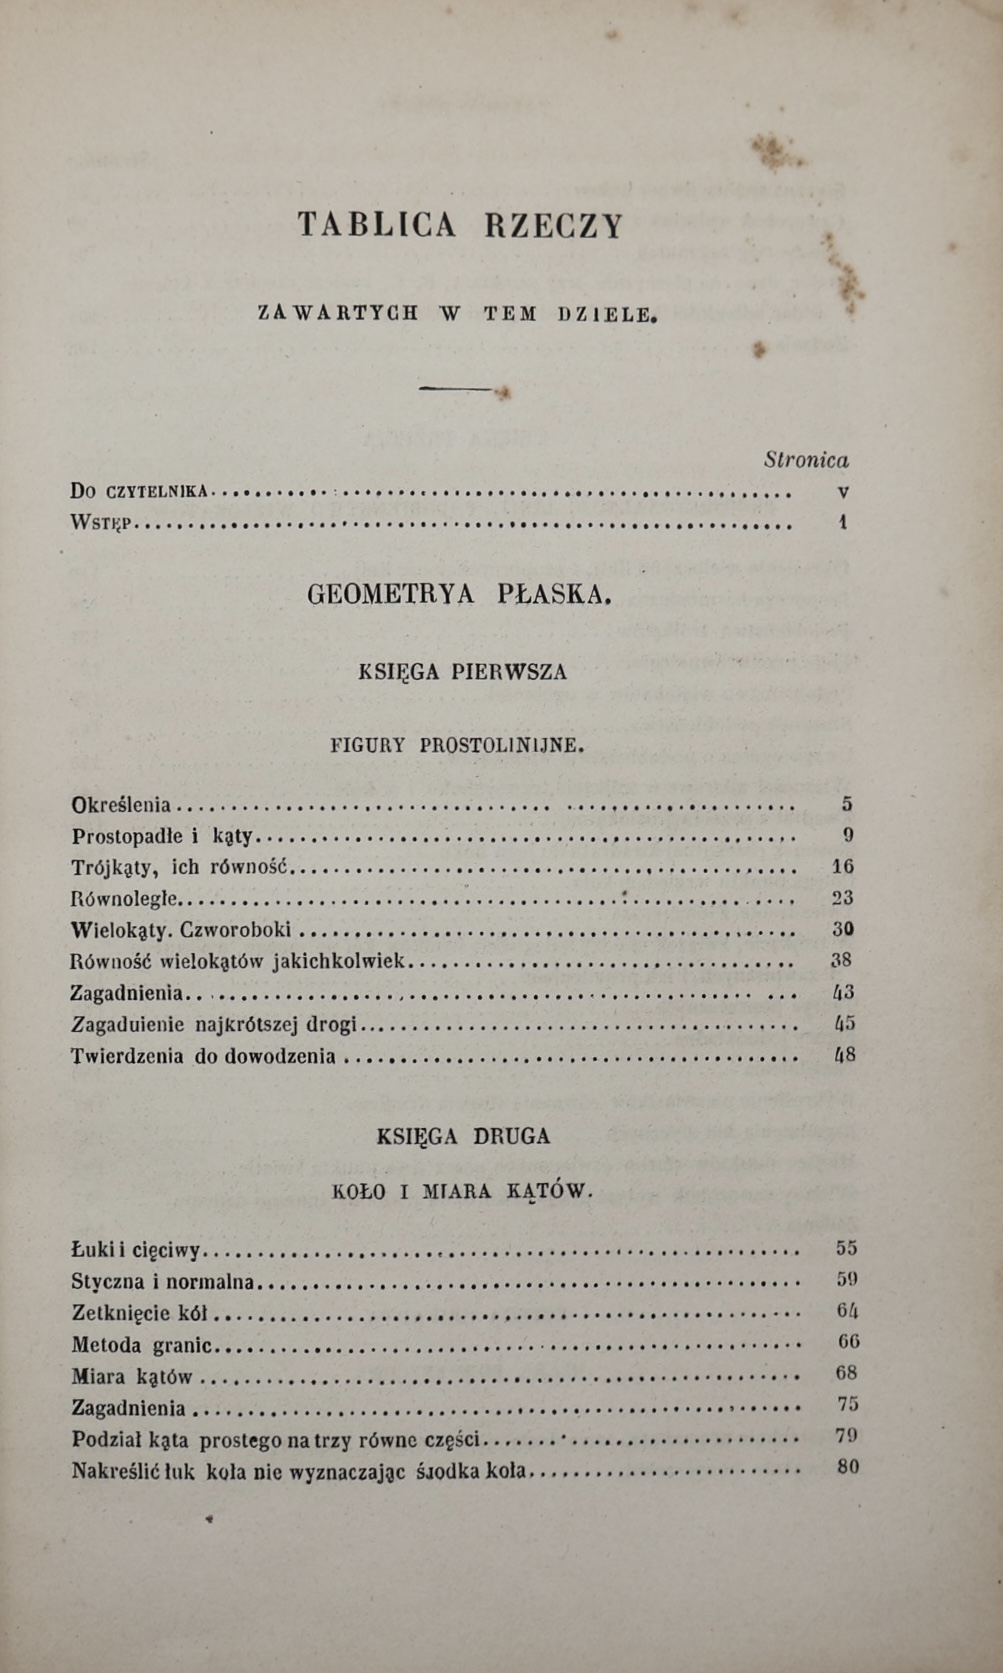 TABLICA RZECZY
ZAWARTYCH W TEM DZIELE.
Stronica
DO CZYTELNIKA........................................................ V
WSTĘP........................................................ 1
GEOMETRYA PŁASKA.
KSIĘGA PIERWSZA
FIGURY PROSTOLINIJNE.
Określenia........................................................ 5
Prostopadłe i kąty........................................................ 9
Trójkąty, ich równość........................................................ 16
Równoległe........................................................ 23
Wielokąty. Czworoboki........................................................ 30
Równość wielokątów jakichkolwiek........................................................ 38
Zagadnienia........................................................ 43
Zagaduienie najkrótszej drogi........................................................ 45
Twierdzenia do dowodzenia........................................................ 48
KSIĘGA DRUGA
KOŁO I MIARA KĄTÓW.
Łuki i cięciwy........................................................ 55
Styczna i normalna........................................................ 59
Zetknięcie kół........................................................ 64
Metoda granic........................................................ 66
Miara kątów........................................................ 68
Zagadnienia........................................................ 75
Podział kąta prostego na trzy równe części........................................................ 79
Nakreślić łuk koła nie wyznaczając środka koła........................................................ 80